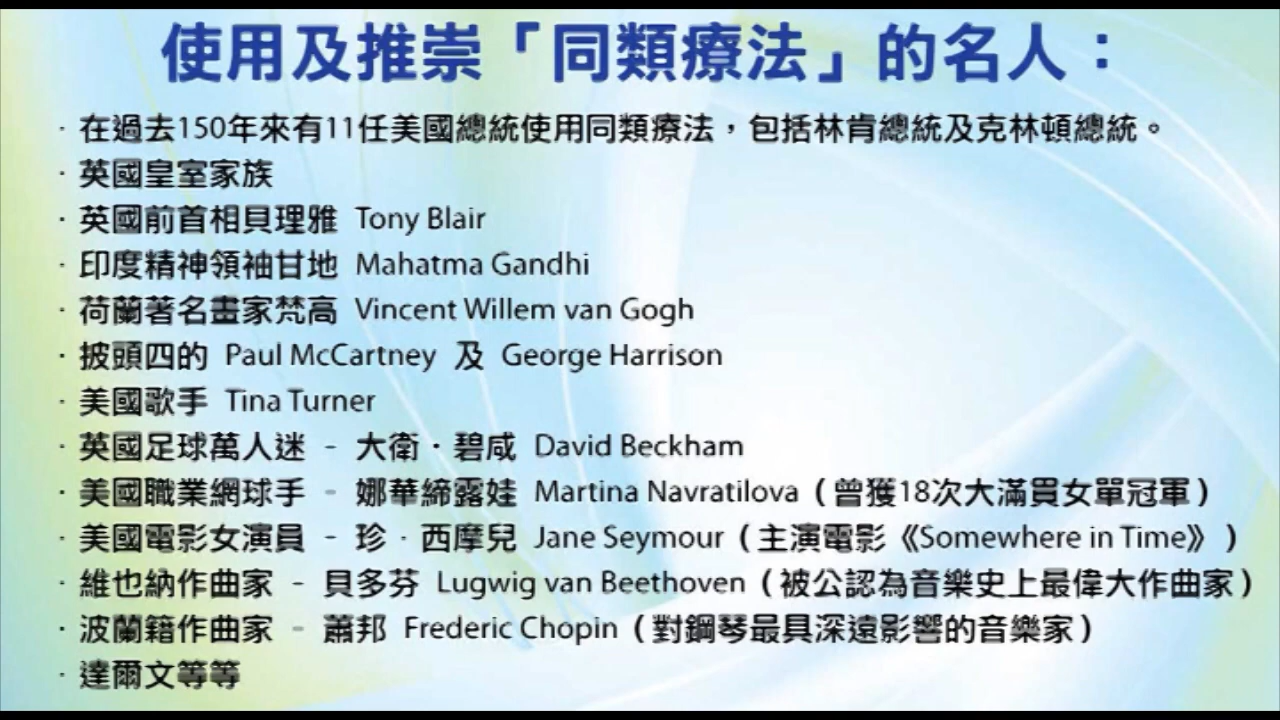 使用及推崇「同類療法」的名人：
· 在過去150年來有11任美國總統使用同類療法，包括林肯總統及克林頓總統。
· 英國皇室家族
· 英國前首相貝理雅 Tony Blair
· 印度精神領袖甘地 Mahatma Gandhi
· 荷蘭著名畫家梵高 Vincent Willem van Gogh
· 披頭四的 Paul McCartney 及 George Harrison
· 美國歌手 Tina Turner
· 英國足球萬人迷 - 大衛·碧咸 David Beckham
· 美國職業網球手 - 娜華締露娃 Martina Navratilova（曾獲18次大滿貫女單冠軍）
· 美國電影女演員 - 珍·西摩兒 Jane Seymour（主演電影《Somewhere in Time》）
· 維也納作曲家 - 貝多芬 Lugwig van Beethoven（被公認為音樂史上最偉大作曲家）
· 波蘭籍作曲家 - 蕭邦 Frederic Chopin（對鋼琴最具深遠影響的音樂家）
· 達爾文等等